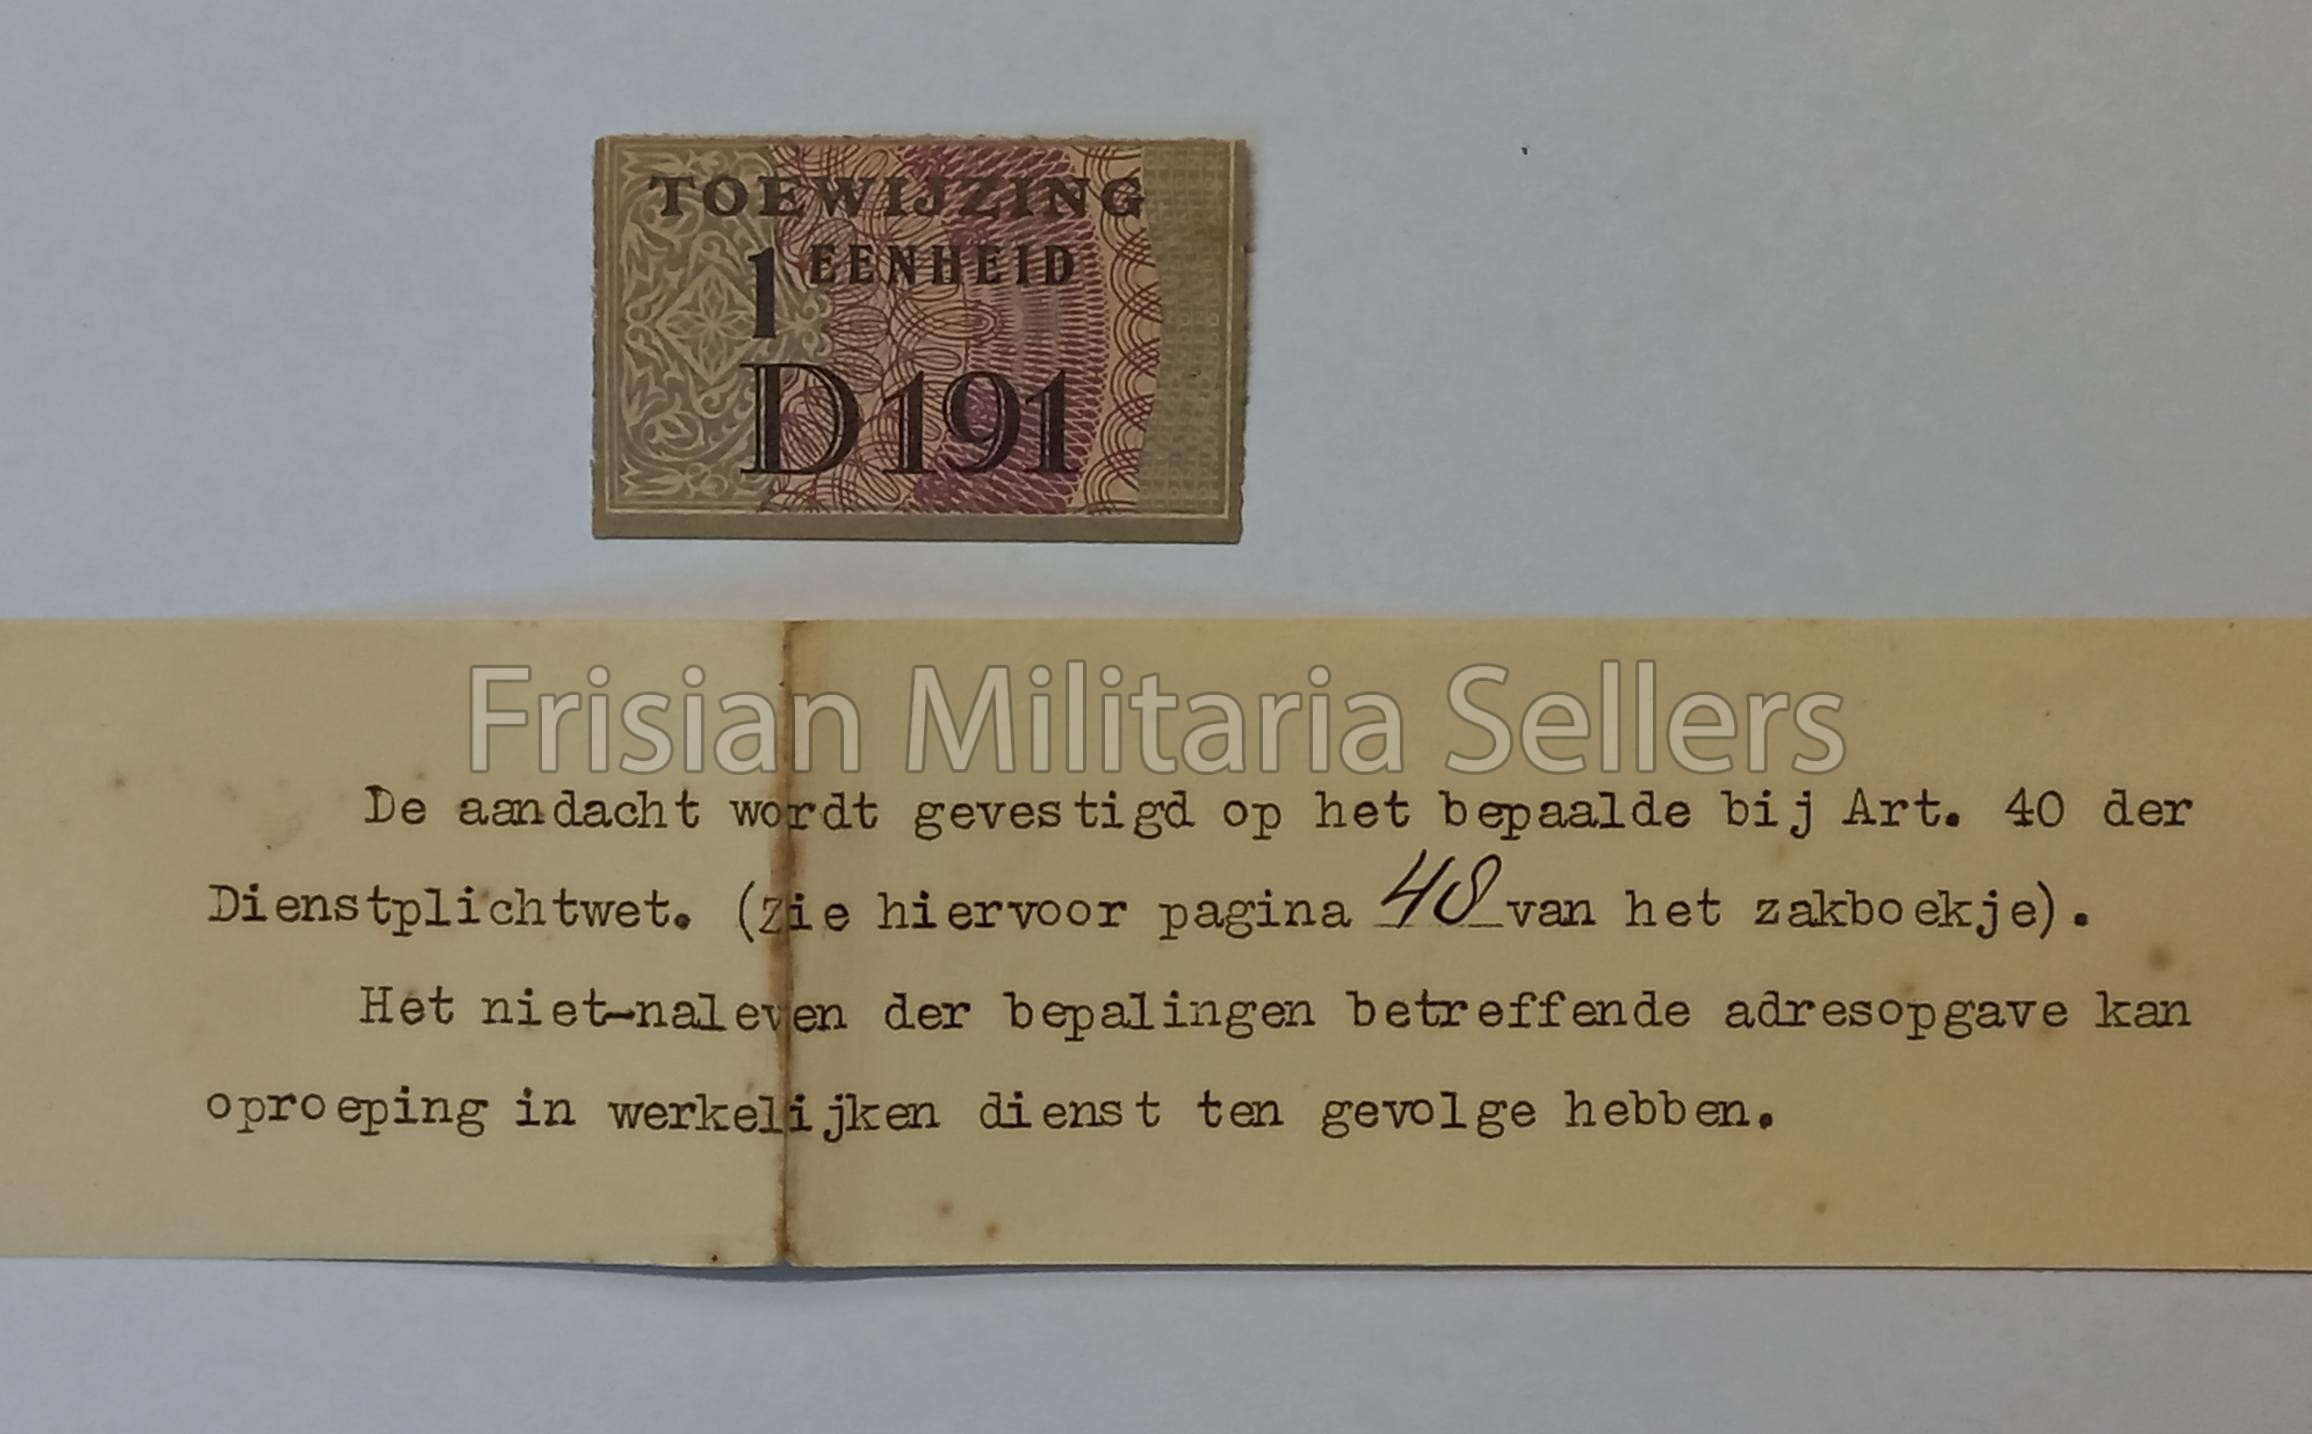 TOEWIJZING
1 EENHEID
D191
Frisian Militaria Sellers
De aandacht wordt gevestigd op het bepaalde bij Art. 40 der
Dienstplichtwet. (zie hiervoor pagina 48 van het zakboekje).
Het niet-naleven der bepalingen betreffende adresopgave kan
oproeping in werkelijken dienst ten gevolge hebben.